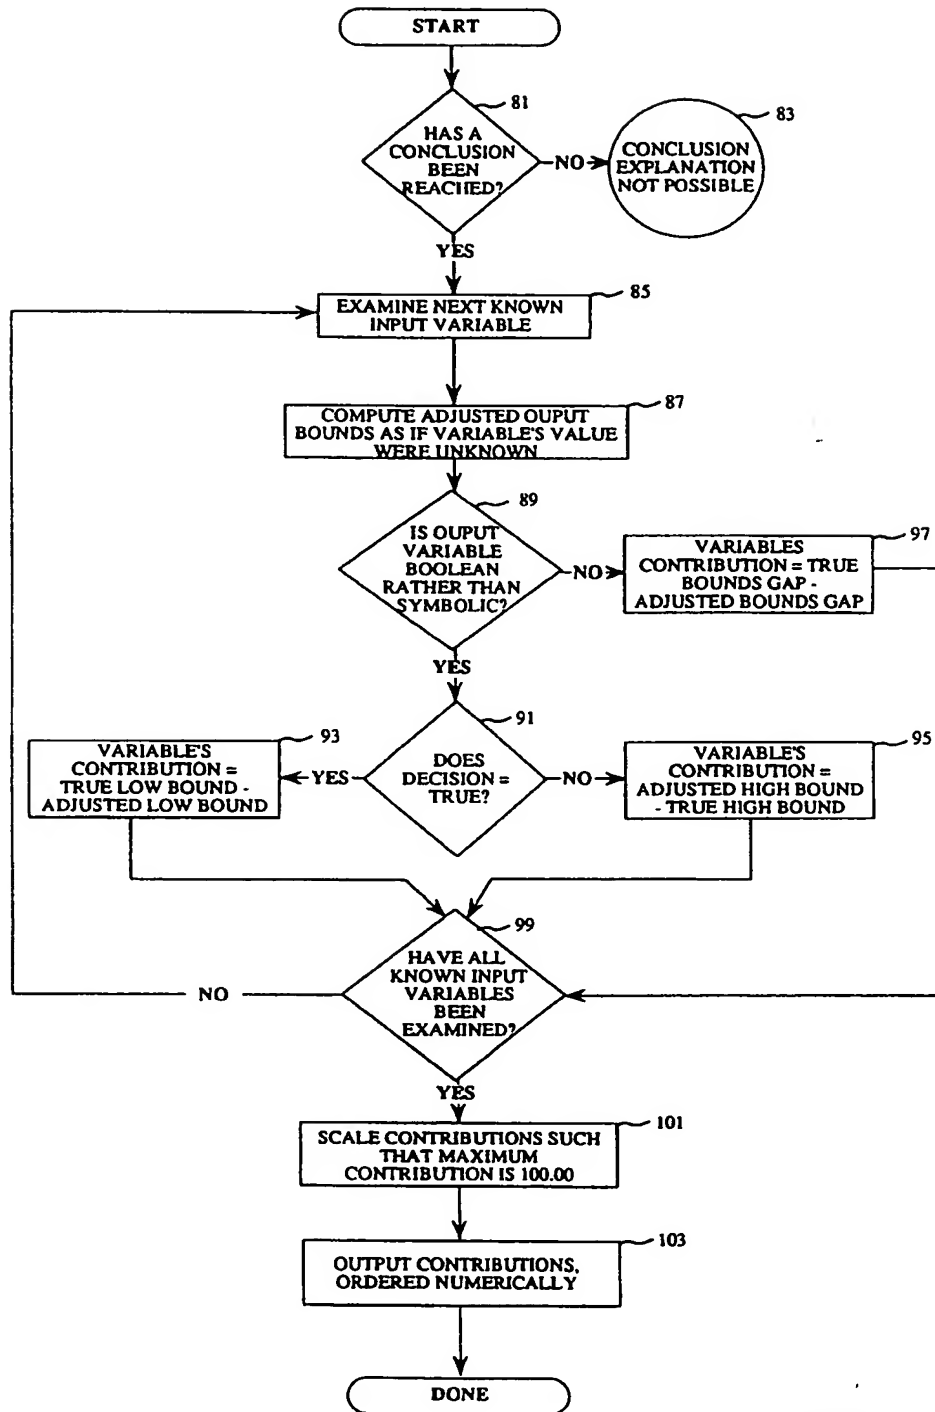 START
81
HAS A
CONCLUSION
BEEN
REACHED?
NO
83
CONCLUSION
EXPLANATION
NOT POSSIBLE
YES
85
EXAMINE NEXT KNOWN
INPUT VARIABLE
87
COMPUTE ADJUSTED OUPUT
BOUNDS AS IF VARIABLE'S VALUE
WERE UNKNOWN
89
IS OUPUT
VARIABLE
BOOLEAN
RATHER THAN
SYMBOLIC?
NO
97
VARIABLES
CONTRIBUTION = TRUE
BOUNDS GAP -
ADJUSTED BOUNDS GAP
YES
91
DOES
DECISION =
TRUE?
YES
93
VARIABLE'S
CONTRIBUTION =
TRUE LOW BOUND -
ADJUSTED LOW BOUND
NO
95
VARIABLE'S
CONTRIBUTION =
ADJUSTED HIGH BOUND
- TRUE HIGH BOUND
99
HAVE ALL
KNOWN INPUT
VARIABLES
BEEN
EXAMINED?
NO
YES
101
SCALE CONTRIBUTIONS SUCH
THAT MAXIMUM
CONTRIBUTION IS 100.00
103
OUTPUT CONTRIBUTIONS,
ORDERED NUMERICALLY
DONE